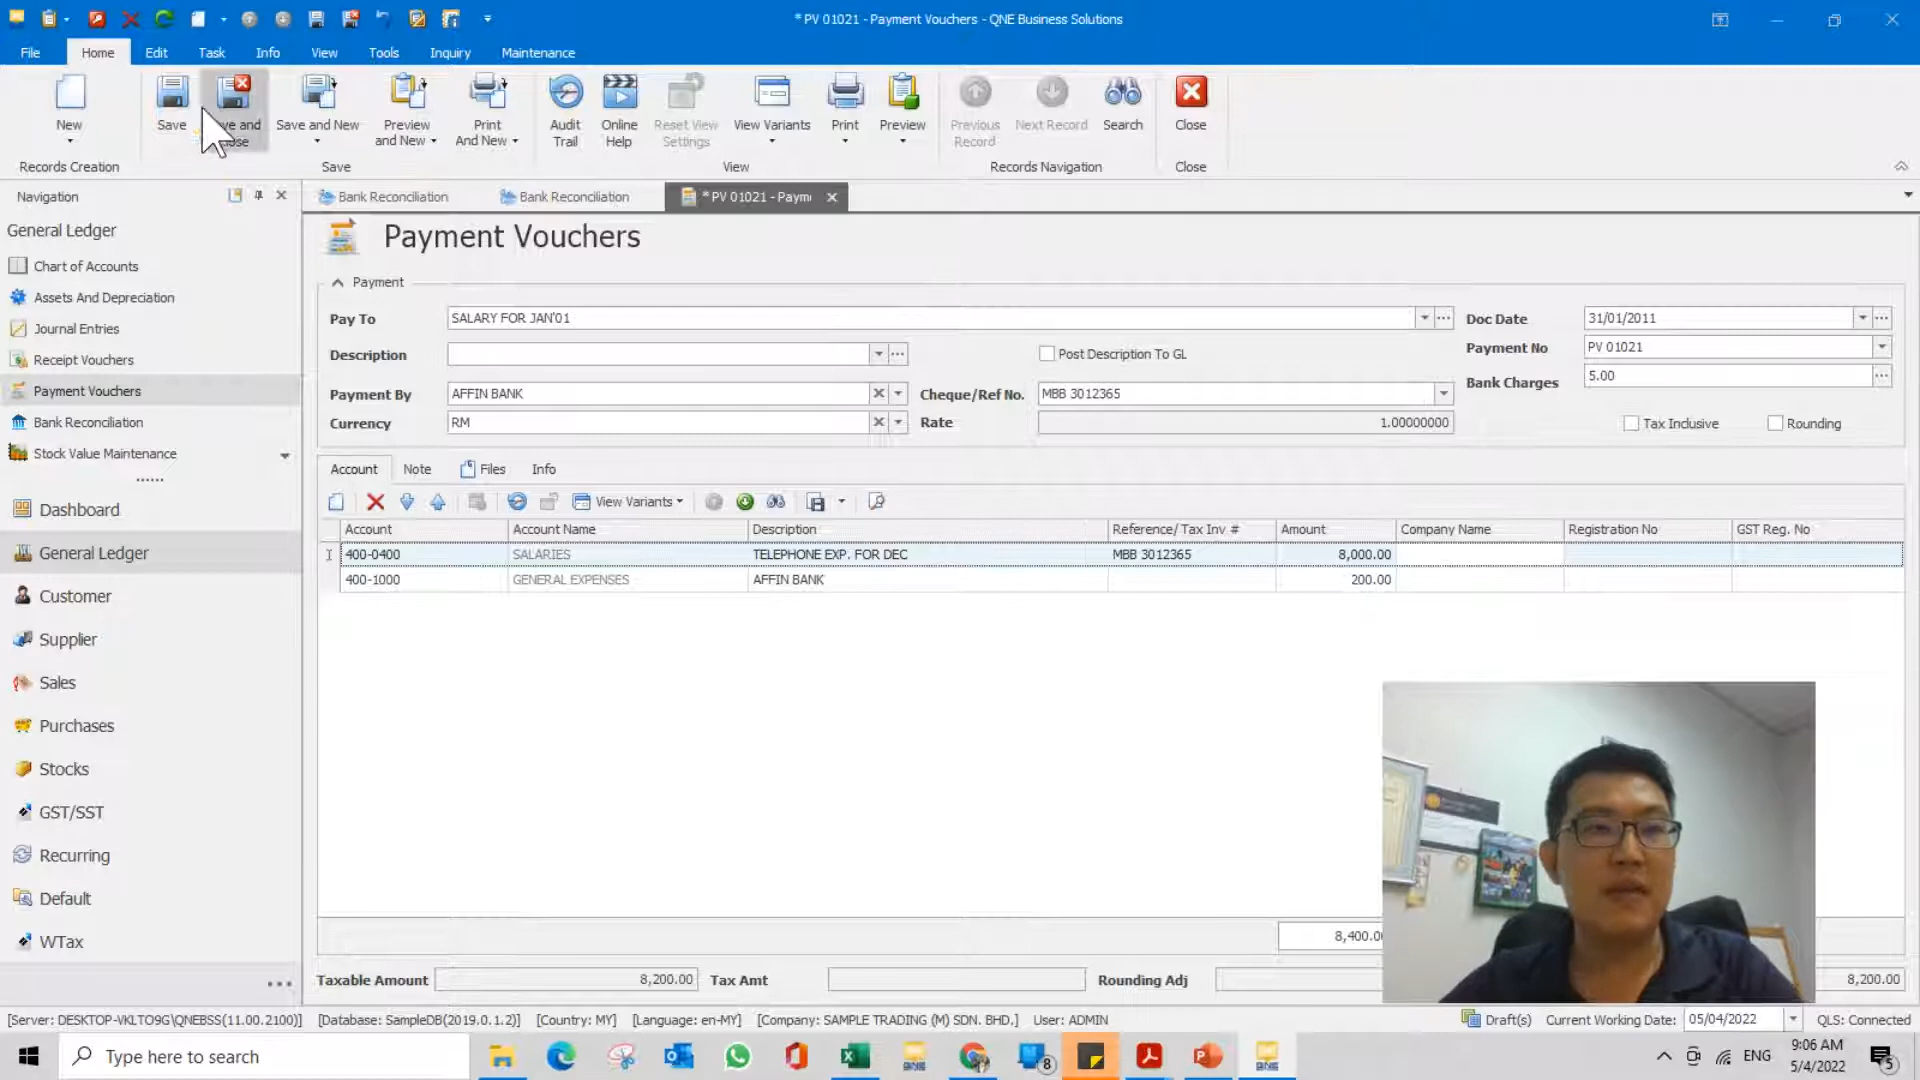 * PV 01021 - Payment Vouchers - QNE Business Solutions
File Home Edit Task Info View Tools Inquiry Maintenance
New Save Save and Close Save and New Preview and New Print And New Audit Trail Online Help Reset View Settings View Variants Print Preview Previous Record Next Record Search Close
Records Creation Save View Records Navigation Close
Navigation
Bank Reconciliation Bank Reconciliation * PV 01021 - Paym
General Ledger
Chart of Accounts
Assets And Depreciation
Journal Entries
Receipt Vouchers
Payment Vouchers
Bank Reconciliation
Stock Value Maintenance
Dashboard
General Ledger
Customer
Supplier
Sales
Purchases
Stocks
GST/SST
Recurring
Default
WTax
Payment Vouchers
Payment
Pay To SALARY FOR JAN'01 Doc Date 31/01/2011
Description Post Description To GL Payment No PV 01021
Bank Charges 5.00
Payment By AFFIN BANK Cheque/Ref No. MBB 3012365
Currency RM Rate 1.00000000 Tax Inclusive Rounding
Account Note Files Info
View Variants
Account Account Name Description Reference/ Tax Inv. # Amount Company Name Registration No GST Reg. No
400-0400 SALARIES TELEPHONE EXP. FOR DEC MBB 3012365 8,000.00
400-1000 GENERAL EXPENSES AFFIN BANK 200.00
8,400.0
Taxable Amount 8,200.00 Tax Amt Rounding Adj 8,200.00
[Server: DESKTOP-VKLTO9G\QNEBSS(11.00.2100)] [Database: SampleDB(2019.0.1.2)] [Country: MY] [Language: en-MY] [Company: SAMPLE TRADING (M) SDN. BHD.] User: ADMIN Draft(s) Current Working Date: 05/04/2022 QLS: Connected
Type here to search 8 ENG 9:06 AM
5/4/2022 5